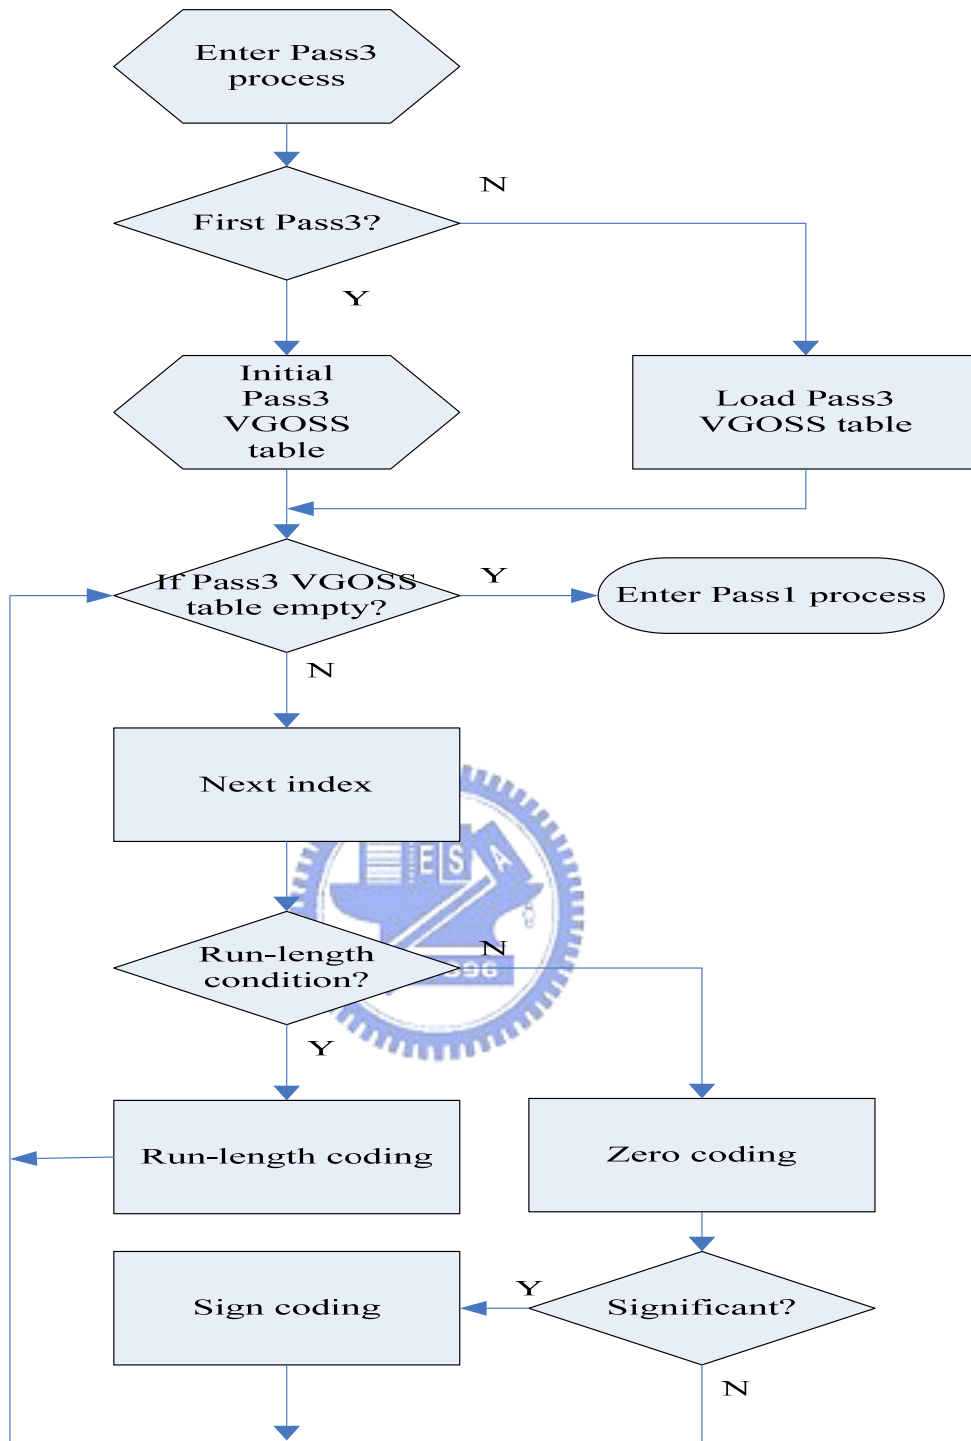 Enter Pass3
process
N
First Pass3?
Y
Initial
Pass3
VGOSS
table
Load Pass3
VGOSS table
If Pass3 VGOSS
table empty?
Y
Enter Pass1 process
N
Next index
E S A
Run-length
condition?
N
896
Y
Run-length coding
Zero coding
Sign coding
Y
Significant?
N